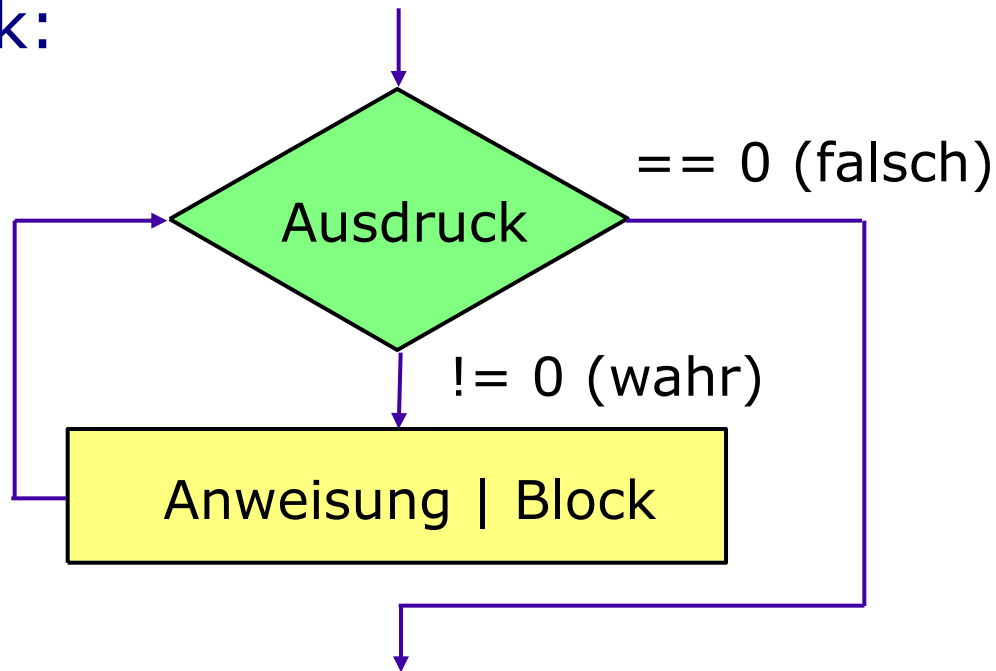 k:
== 0 (falsch)
Ausdruck
!= 0 (wahr)
Anweisung | Block